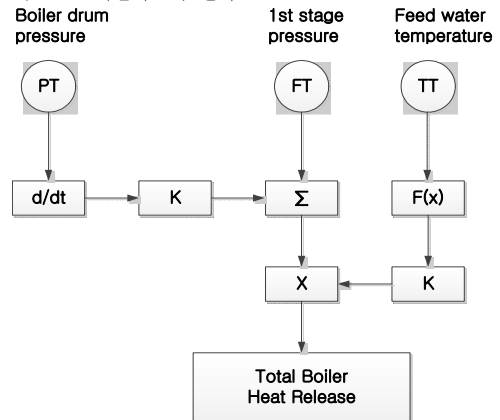 Boiler drum
pressure
1st stage
pressure
Feed water
temperature
PT
FT
TT
d/dt
K
Σ
F(x)
X
K
Total Boiler
Heat Release